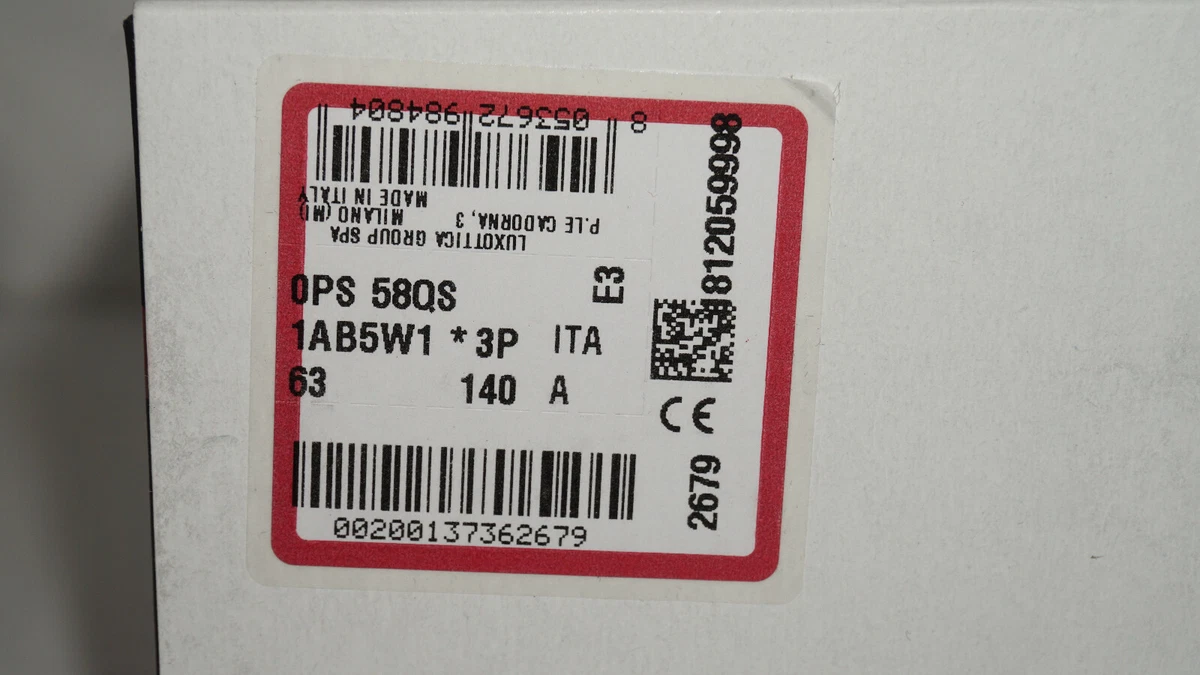 8 053672 984804
LUXOTTICA GROUP SPA
P.LE CADORNA, 3 MILANO (MI)
MADE IN ITALY
0PS 58QS E3
1AB5W1 * 3P ITA
63 140 A
00200137362679
812059998
CE
2679